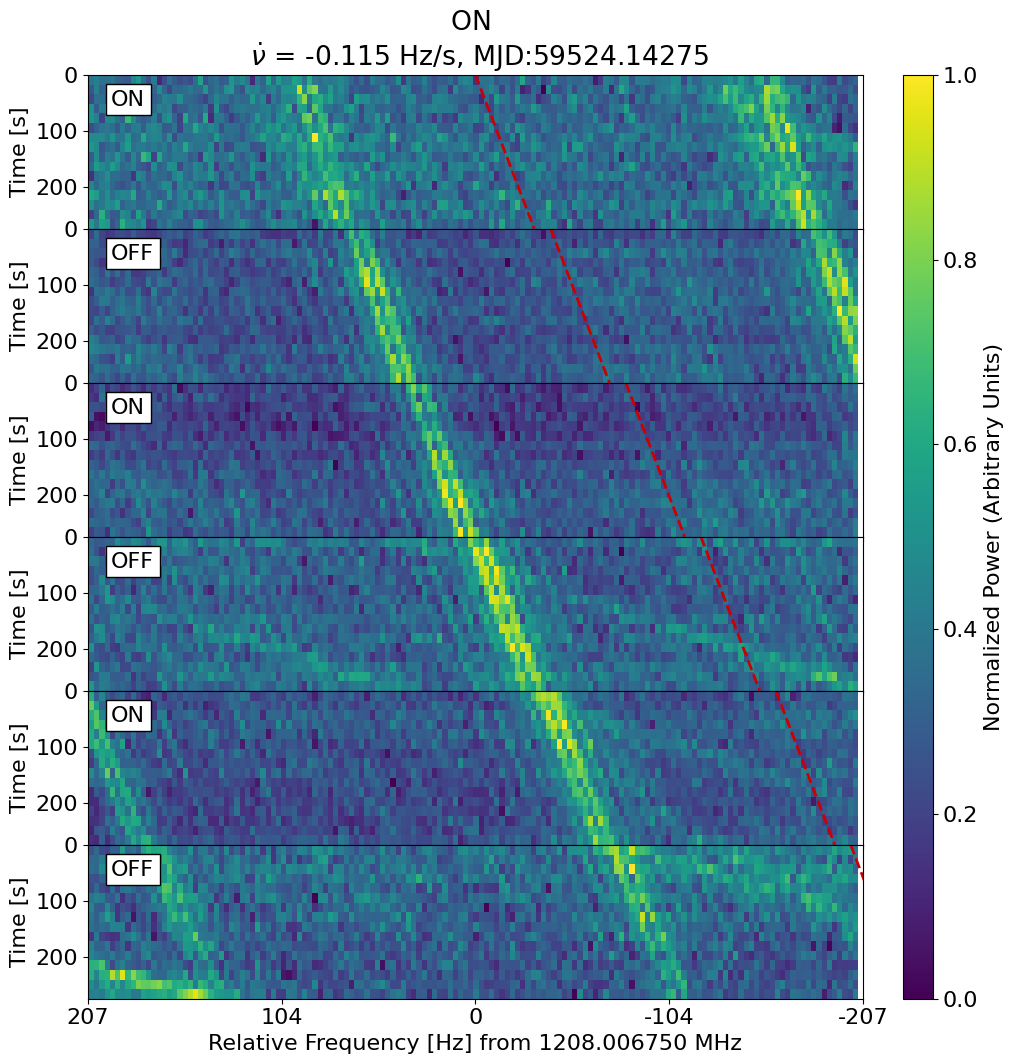 ON
ν̇ = -0.115 Hz/s, MJD:59524.14275
0
ON
100
Time [s]
200
0
OFF
100
Time [s]
200
0
ON
100
Time [s]
200
0
OFF
100
Time [s]
200
0
ON
100
Time [s]
200
0
OFF
100
Time [s]
200
207 104 0 -104 -207
Relative Frequency [Hz] from 1208.006750 MHz
1.0
0.8
0.6
0.4
0.2
0.0
Normalized Power (Arbitrary Units)